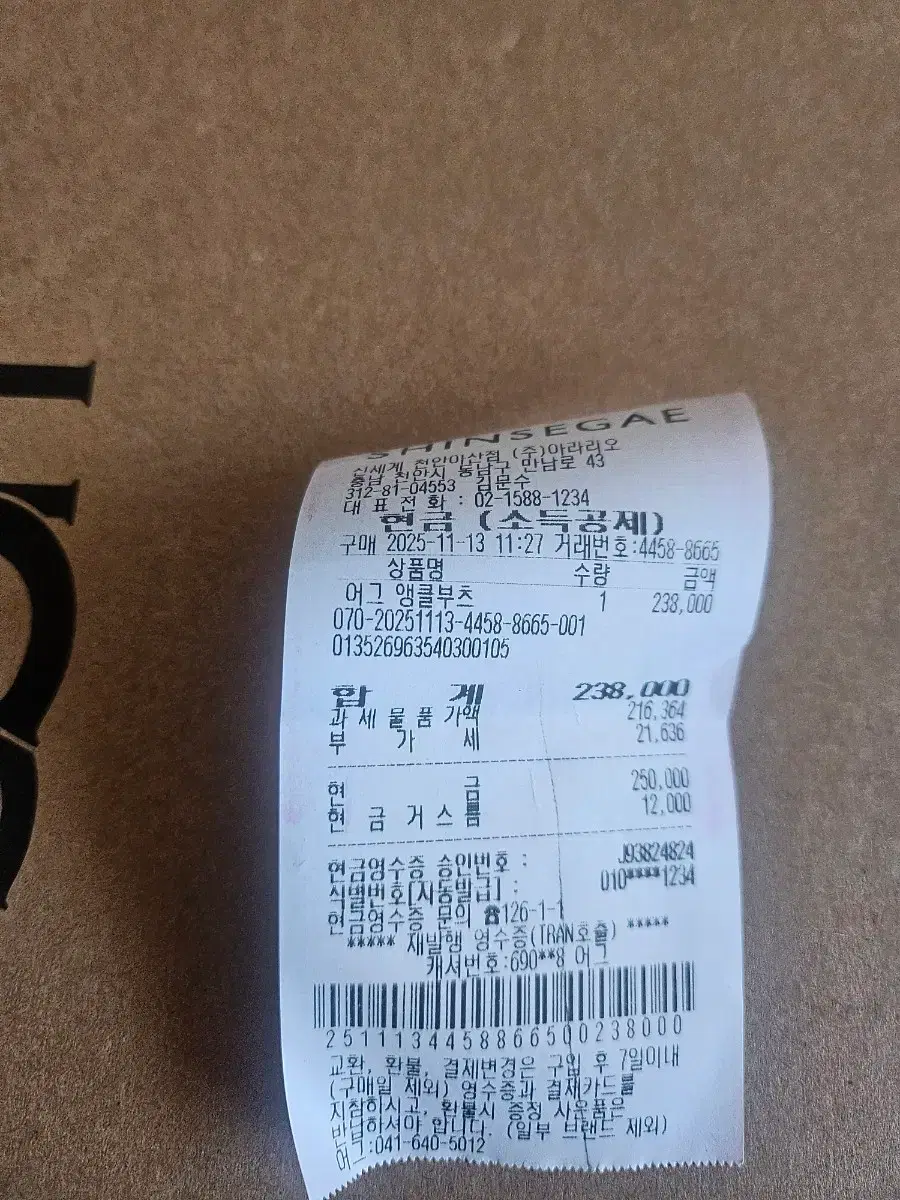 SHINSEGAE
신세계 천안아산점 (주)아라리오
충남 천안시 동남구 만남로 43
312-81-04553 김문수
대 표 전 화 : 02-1588-1234
현금 (소득공제)
구매 2025-11-13 11:27 거래번호:4458-8665
상품명 수량 금액
어그 앵클부츠 1 238,000
070-20251113-4458-8665-001
013526963540300105
합 계 238,000
과 세 물 품 가액 216,364
부 가 세 21,636
현 금 250,000
현 금 거 스 름 12,000
현금영수증 승인번호 : J93824824
식별번호[자동발급] : 010****1234
현금영수증 문의 ☎126-1-1
***** 재발행 영수증(TRAN호출) *****
캐셔번호:690**8 어그
2511134458866500238000
교환, 환불, 결제변경은 구입 후 7일이내
(구매일 제외) 영수증과 결제카드를
지참하시고, 환불시 증정 사은품은
반납하셔야 합니다. (일부 브랜드 제외)
어그:041-640-5012